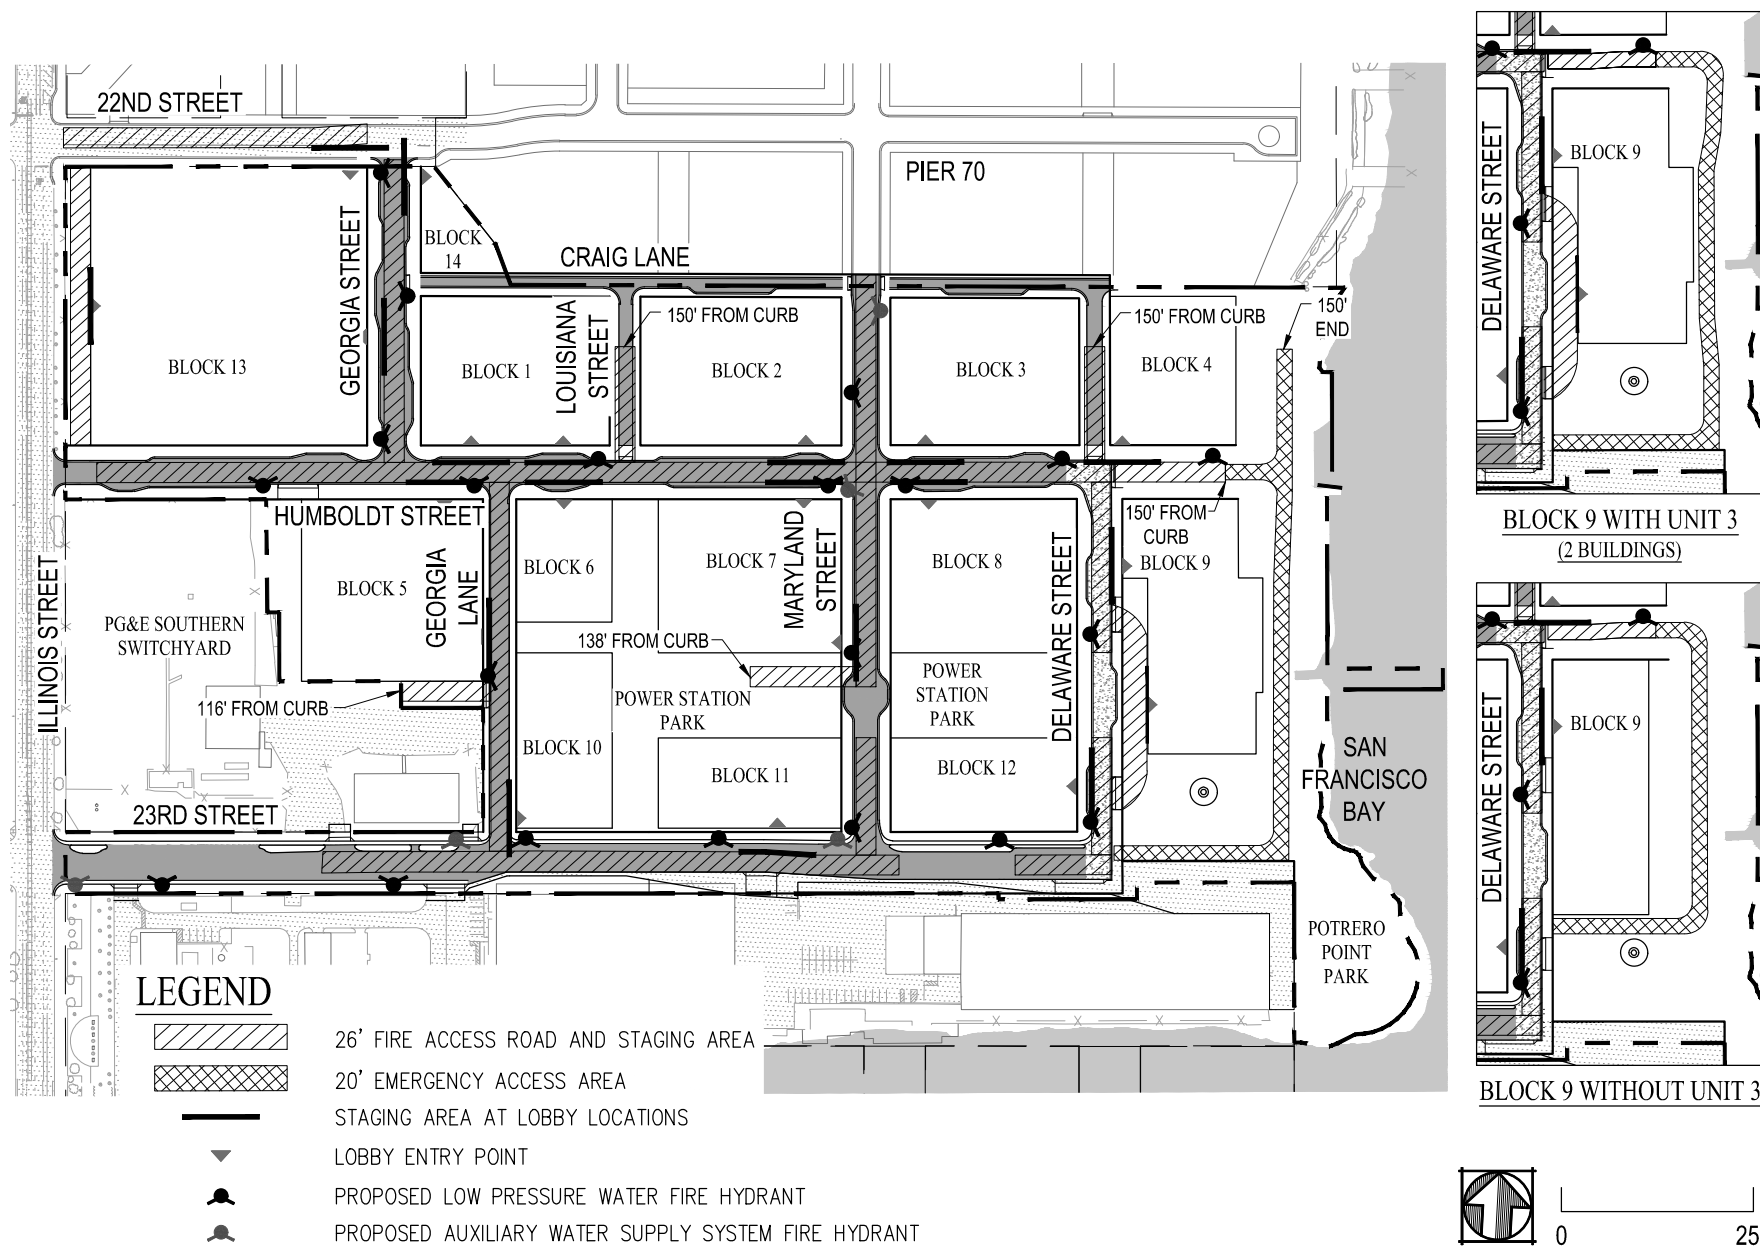 22ND STREET
PIER 70
GEORGIA STREET
BLOCK
14
CRAIG LANE
BLOCK 13
BLOCK 1
LOUISIANA
STREET
150' FROM CURB
BLOCK 2
BLOCK 3
150' FROM CURB
BLOCK 4
150'
END
HUMBOLDT STREET
ILLINOIS STREET
PG&E SOUTHERN
SWITCHYARD
BLOCK 5
GEORGIA
LANE
116' FROM CURB
23RD STREET
BLOCK 6
BLOCK 7
MARYLAND
STREET
138' FROM CURB
POWER STATION
PARK
BLOCK 10
BLOCK 11
BLOCK 8
POWER
STATION
PARK
BLOCK 12
DELAWARE STREET
150' FROM
CURB
BLOCK 9
SAN
FRANCISCO
BAY
POTRERO
POINT
PARK
LEGEND
26' FIRE ACCESS ROAD AND STAGING AREA
20' EMERGENCY ACCESS AREA
STAGING AREA AT LOBBY LOCATIONS
LOBBY ENTRY POINT
PROPOSED LOW PRESSURE WATER FIRE HYDRANT
PROPOSED AUXILIARY WATER SUPPLY SYSTEM FIRE HYDRANT
DELAWARE STREET
BLOCK 9
BLOCK 9 WITH UNIT 3
(2 BUILDINGS)
DELAWARE STREET
BLOCK 9
BLOCK 9 WITHOUT UNIT 3
0
25